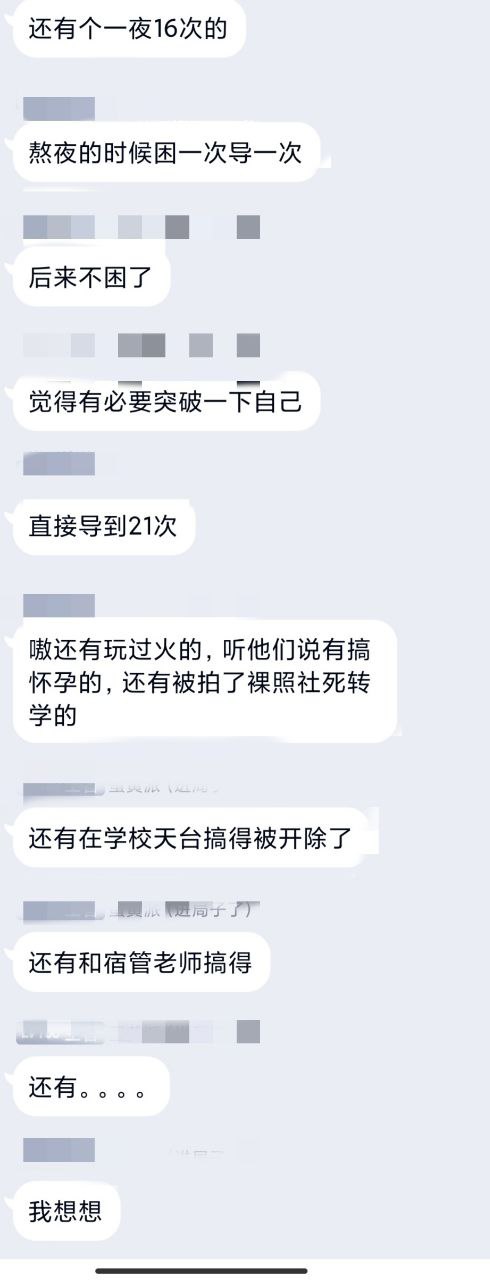 还有个一夜16次的
熬夜的时候困一次导一次
后来不困了
觉得有必要突破一下自己
直接导到21次
嗷还有玩过火的，听他们说有搞
怀孕的，还有被拍了裸照社死转
学的
还有在学校天台搞得被开除了
（进局子了）
还有和宿管老师搞得
还有。。。。
我想想